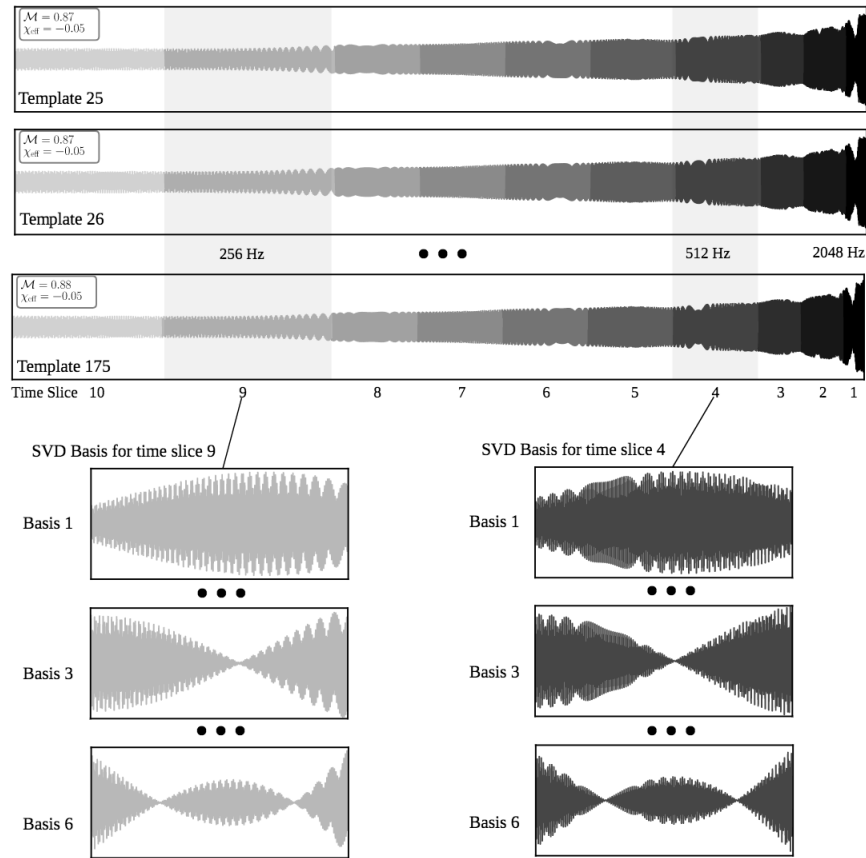 ℳ = 0.87
χeff = −0.05
Template 25
ℳ = 0.87
χeff = −0.05
Template 26
256 Hz 512 Hz 2048 Hz
ℳ = 0.88
χeff = −0.05
Template 175
Time Slice 10 9 8 7 6 5 4 3 2 1
SVD Basis for time slice 9 SVD Basis for time slice 4
Basis 1 Basis 1
Basis 3 Basis 3
Basis 6 Basis 6